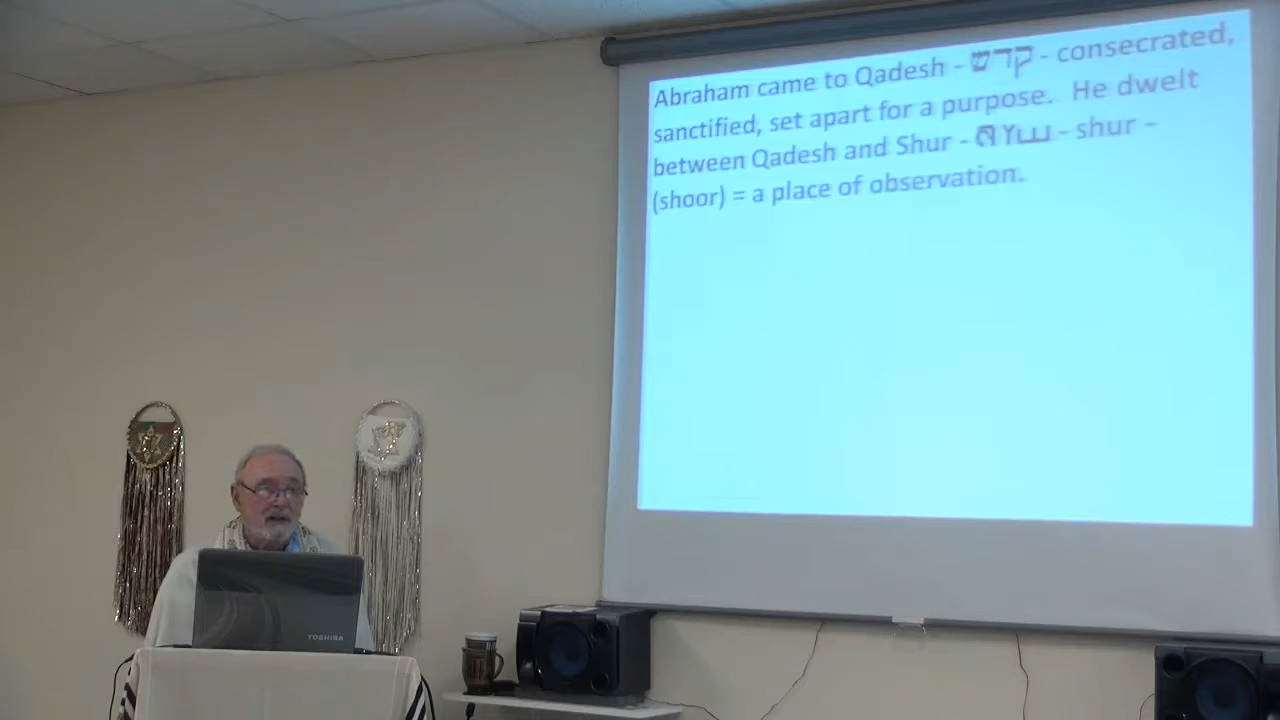 Abraham came to Qadesh - קדש - consecrated,
sanctified, set apart for a purpose. He dwelt
between Qadesh and Shur - - shur –
(shoor) = a place of observation.
TOSHIBA